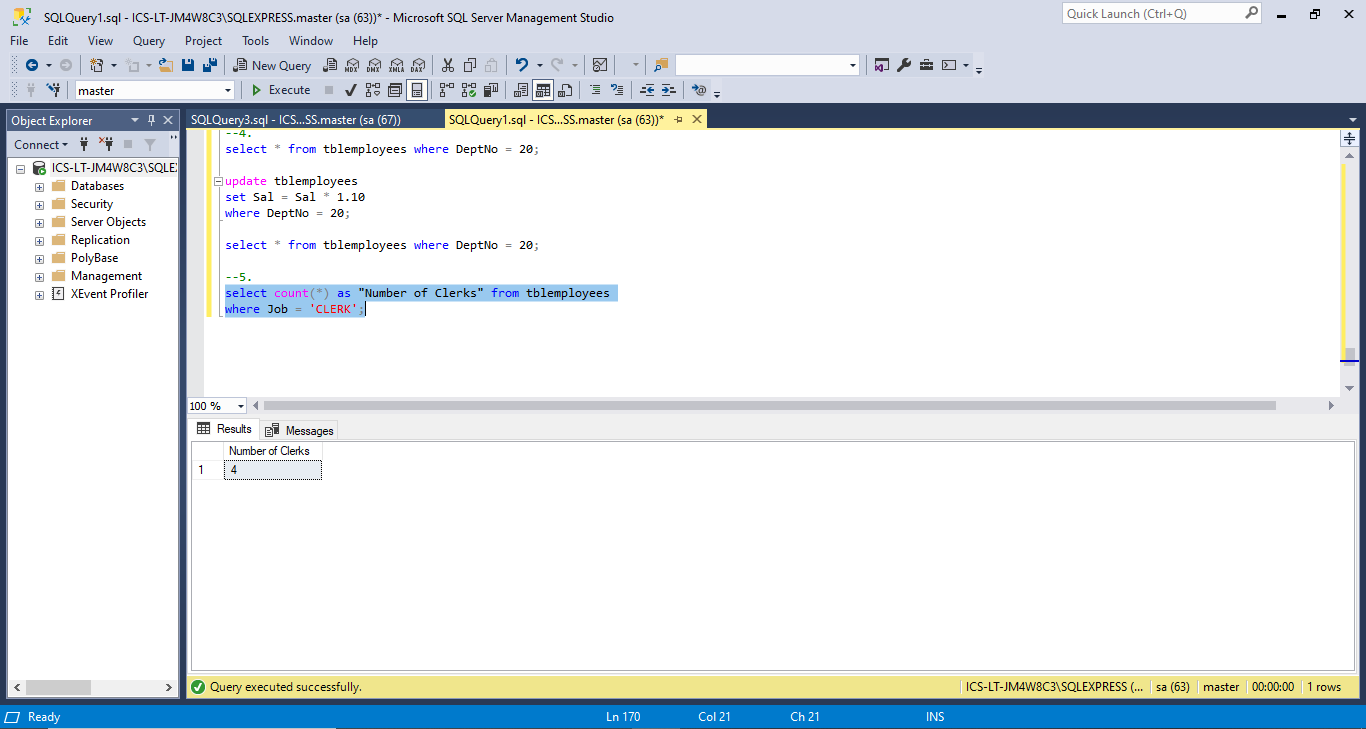 SQLQuery1.sql - ICS-LT-JM4W8C3\SQLEXPRESS.master (sa (63))* - Microsoft SQL Server Management Studio
Quick Launch (Ctrl+Q)
File Edit View Query Project Tools Window Help
New Query MDX DMX XMLA DAX
master Execute
Object Explorer
SQLQuery3.sql - ICS...SS.master (sa (67))
SQLQuery1.sql - ICS...SS.master (sa (63))*
Connect
ICS-LT-JM4W8C3\SQLE
Databases
Security
Server Objects
Replication
PolyBase
Management
XEvent Profiler
--4.
select * from tblemployees where DeptNo = 20;
update tblemployees
set Sal = Sal * 1.10
where DeptNo = 20;
select * from tblemployees where DeptNo = 20;
--5.
select count(*) as "Number of Clerks" from tblemployees
where Job = 'CLERK';
100 %
Results Messages
Number of Clerks
1 4
Query executed successfully.
ICS-LT-JM4W8C3\SQLEXPRESS (... sa (63) master 00:00:00 1 rows
Ready Ln 170 Col 21 Ch 21 INS